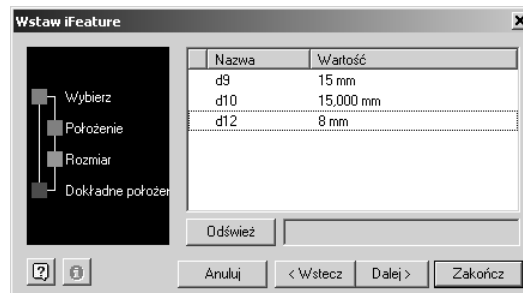 Wstaw iFeature
Nazwa Wartość
d9 15 mm
d10 15,000 mm
d12 8 mm
Wybierz
Położenie
Rozmiar
Dokładne położen
Odśwież
Anuluj < Wstecz Dalej > Zakończ